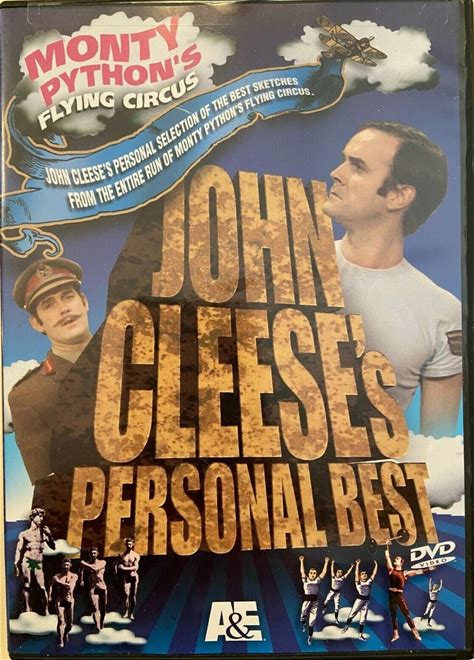 MONTY
PYTHON'S
FLYING CIRCUS
JOHN CLEESE'S PERSONAL SELECTION OF THE BEST SKETCHES
FROM THE ENTIRE RUN OF MONTY PYTHON'S FLYING CIRCUS.
JOHN
CLEESE'S
PERSONAL BEST
DVD
VIDEO
A&E